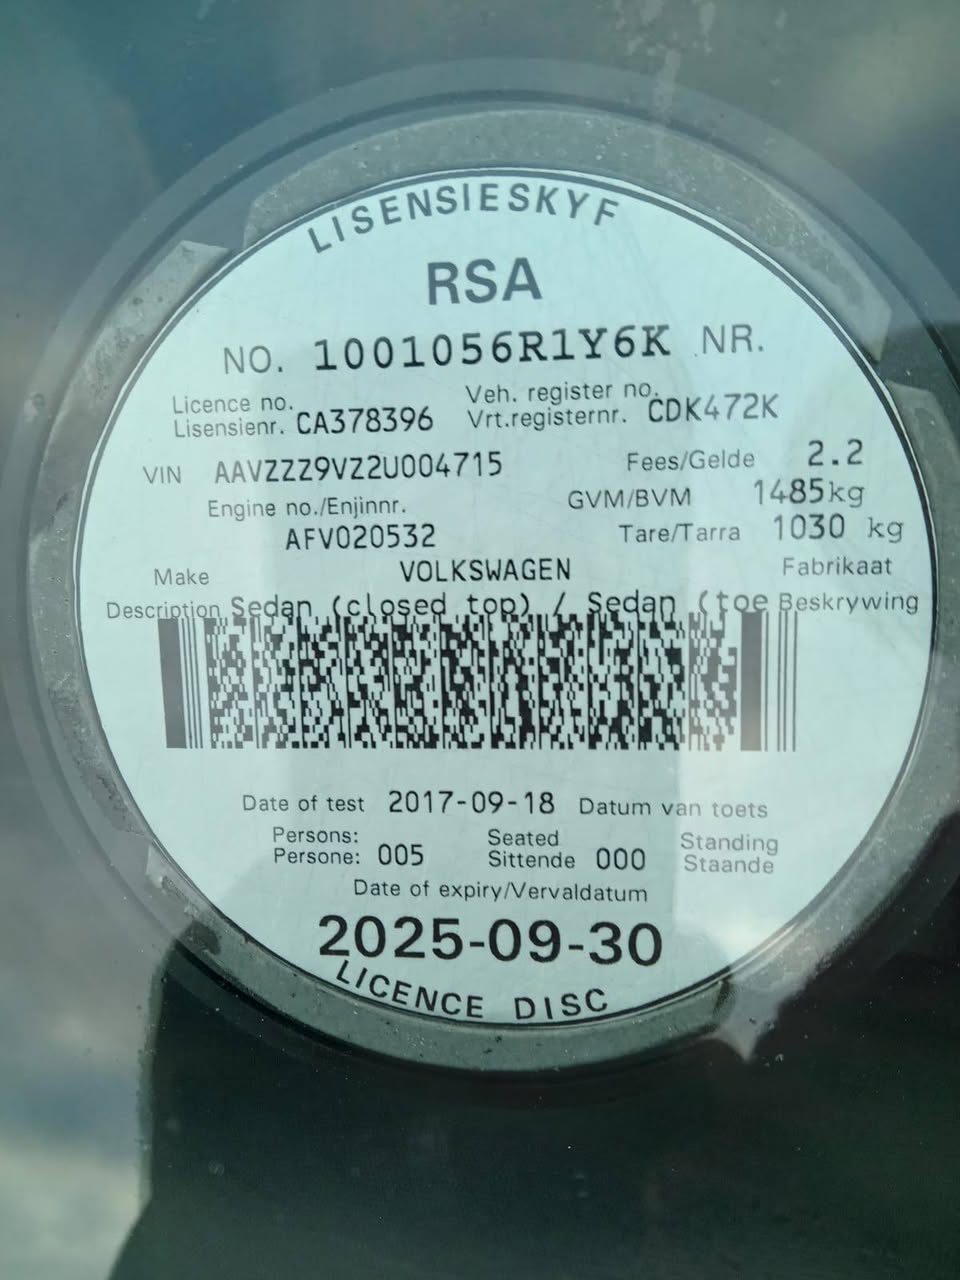 LISENSIESKYF
RSA
NO. 1001056R1Y6K NR.
Licence no. Veh. register no.
Lisensienr. CA378396 Vrt.registernr. CDK472K
VIN AAVZZZ9VZ2U004715 Fees/Gelde 2.2
Engine no./Enjinnr. GVM/BVM 1485kg
AFV020532 Tare/Tarra 1030 kg
Make VOLKSWAGEN Fabrikaat
Description Sedan (closed top) / Sedan (toe Beskrywing
Date of test 2017-09-18 Datum van toets
Persons: Seated Standing
Persone: 005 Sittende 000 Staande
Date of expiry/Vervaldatum
2025-09-30
LICENCE DISC